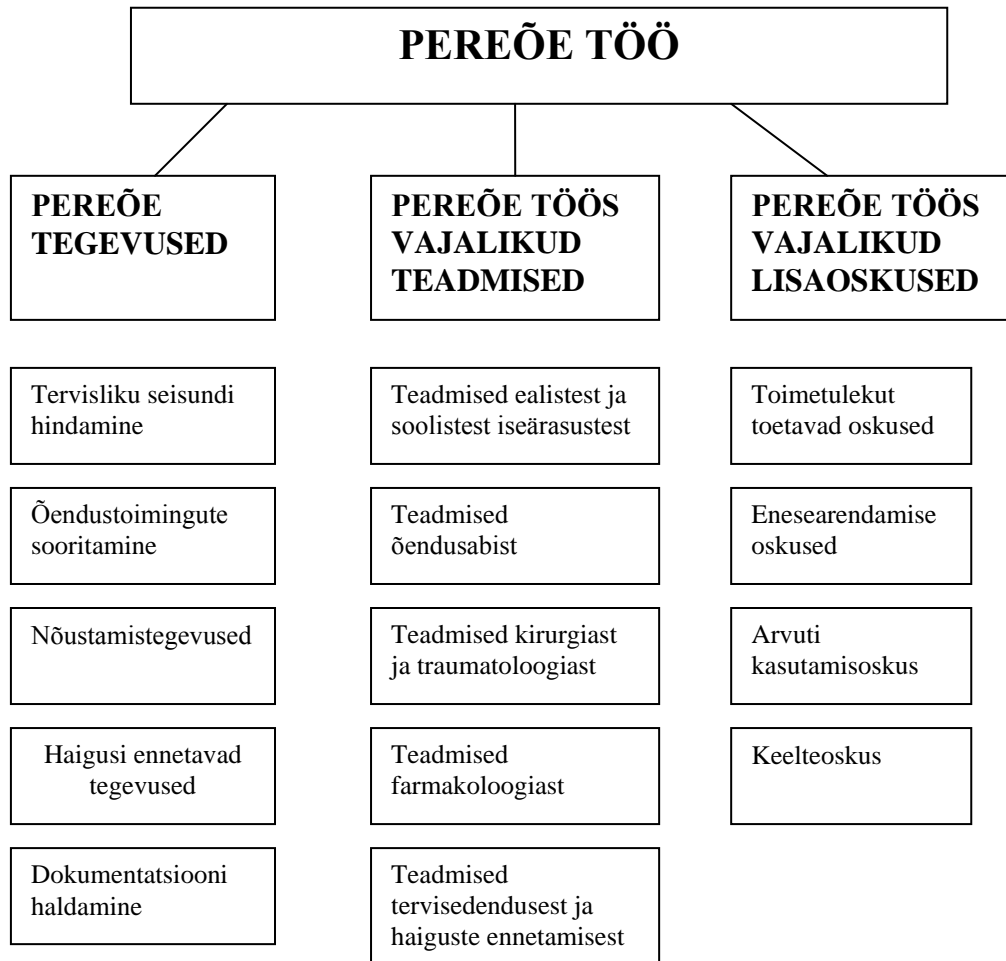 PEREÕE TÖÖ
PEREÕE
TEGEVUSED
Tervisliku seisundi
hindamine
Õendustoimingute
sooritamine
Nõustamistegevused
Haigusi ennetavad
tegevused
Dokumentatsiooni
haldamine
PEREÕE TÖÖS
VAJALIKUD
TEADMISED
Teadmised ealistest ja
soolistest iseärasustest
Teadmised
õendusabist
Teadmised kirurgiast
ja traumatoloogiast
Teadmised
farmakoloogiast
Teadmised
tervisedendusest ja
haiguste ennetamisest
PEREÕE TÖÖS
VAJALIKUD
LISAOSKUSED
Toimetulekut
toetavad oskused
Enesearendamise
oskused
Arvuti
kasutamisoskus
Keelteoskus